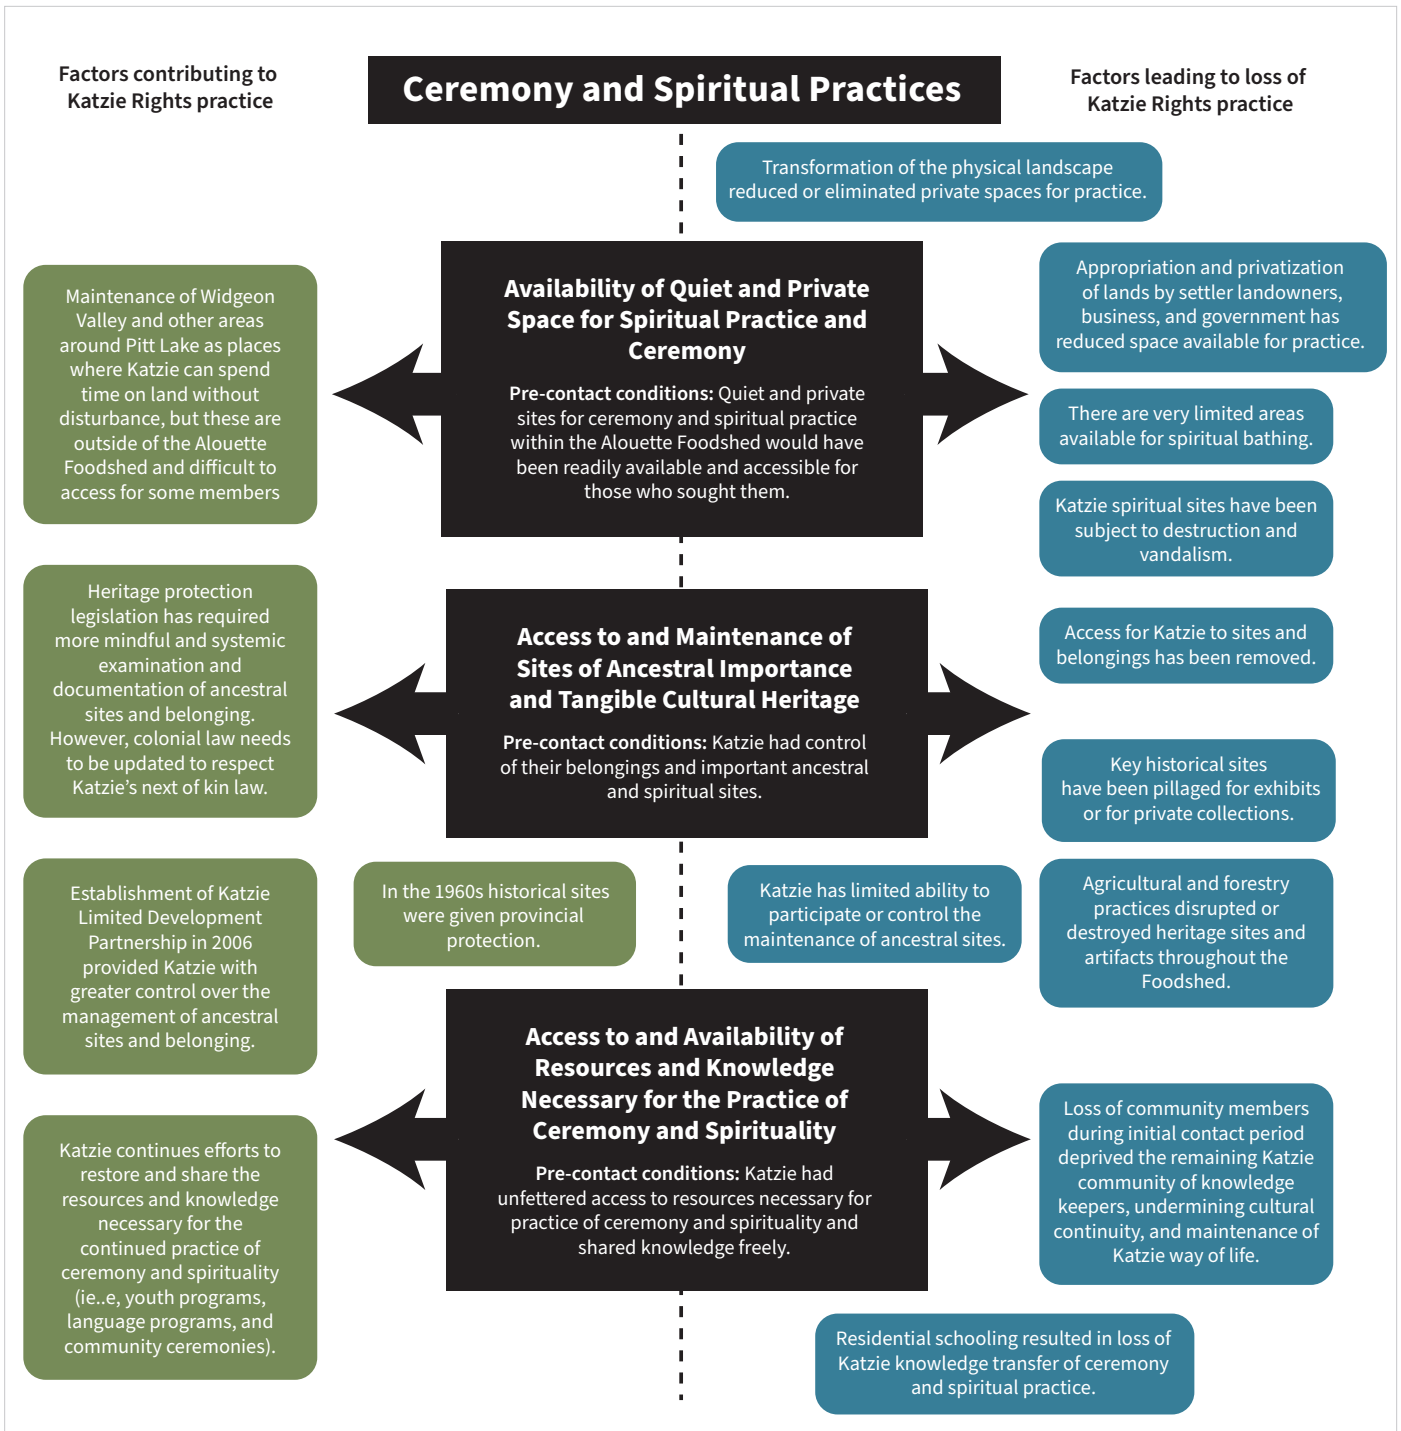 Factors contributing to
Katzie Rights practice
Ceremony and Spiritual Practices
Factors leading to loss of
Katzie Rights practice
Transformation of the physical landscape
reduced or eliminated private spaces for practice.
Maintenance of Widgeon
Valley and other areas
around Pitt Lake as places
where Katzie can spend
time on land without
disturbance, but these are
outside of the Alouette
Foodshed and difficult to
access for some members
Availability of Quiet and Private
Space for Spiritual Practice and
Ceremony
Pre-contact conditions: Quiet and private
sites for ceremony and spiritual practice
within the Alouette Foodshed would have
been readily available and accessible for
those who sought them.
Appropriation and privatization
of lands by settler landowners,
business, and government has
reduced space available for practice.
There are very limited areas
available for spiritual bathing.
Katzie spiritual sites have been
subject to destruction and
vandalism.
Heritage protection
legislation has required
more mindful and systemic
examination and
documentation of ancestral
sites and belonging.
However, colonial law needs
to be updated to respect
Katzie’s next of kin law.
Access to and Maintenance of
Sites of Ancestral Importance
and Tangible Cultural Heritage
Pre-contact conditions: Katzie had control
of their belongings and important ancestral
and spiritual sites.
Access for Katzie to sites and
belongings has been removed.
Key historical sites
have been pillaged for exhibits
or for private collections.
Establishment of Katzie
Limited Development
Partnership in 2006
provided Katzie with
greater control over the
management of ancestral
sites and belonging.
In the 1960s historical sites
were given provincial
protection.
Katzie has limited ability to
participate or control the
maintenance of ancestral sites.
Agricultural and forestry
practices disrupted or
destroyed heritage sites and
artifacts throughout the
Foodshed.
Access to and Availability of
Resources and Knowledge
Necessary for the Practice of
Ceremony and Spirituality
Pre-contact conditions: Katzie had
unfettered access to resources necessary for
practice of ceremony and spirituality and
shared knowledge freely.
Katzie continues efforts to
restore and share the
resources and knowledge
necessary for the
continued practice of
ceremony and spirituality
(ie..e, youth programs,
language programs, and
community ceremonies).
Loss of community members
during initial contact period
deprived the remaining Katzie
community of knowledge
keepers, undermining cultural
continuity, and maintenance of
Katzie way of life.
Residential schooling resulted in loss of
Katzie knowledge transfer of ceremony
and spiritual practice.